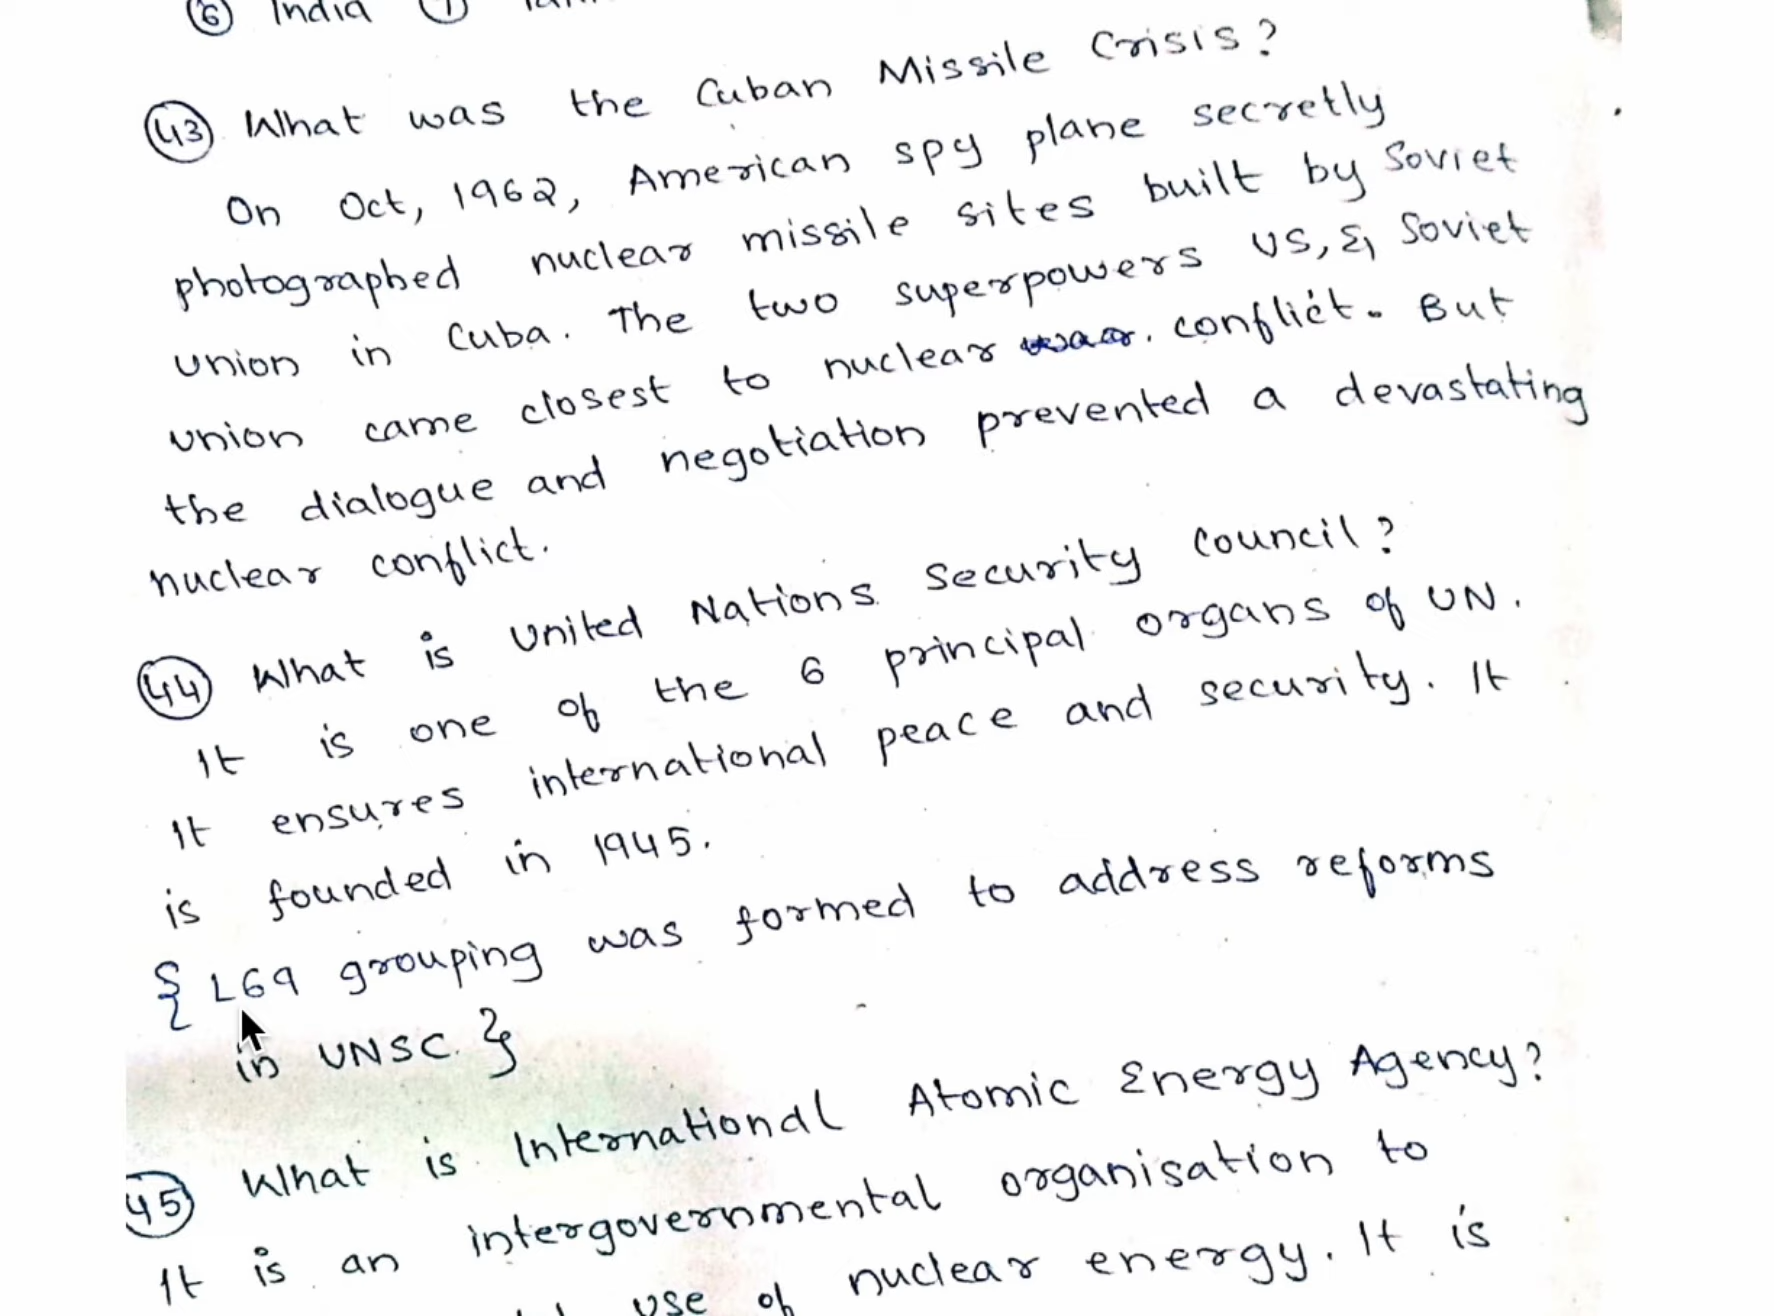 ⑥ India ⑦
㊸ What was the Cuban Missile Crisis?
On Oct, 1962, American spy plane secretly
photographed nuclear missile sites built by Soviet
union in Cuba. The two superpowers US, & Soviet
union came closest to nuclear conflict. But
the dialogue and negotiation prevented a devastating
nuclear conflict.
㊹ What is United Nations Security Council?
It is one of the 6 principal organs of UN.
It ensures international peace and security. It
is founded in 1945.
{ L69 grouping was formed to address reforms
in UNSC. }
㊺ What is International Atomic Energy Agency?
It is an intergovernmental organisation to
use of nuclear energy. It is